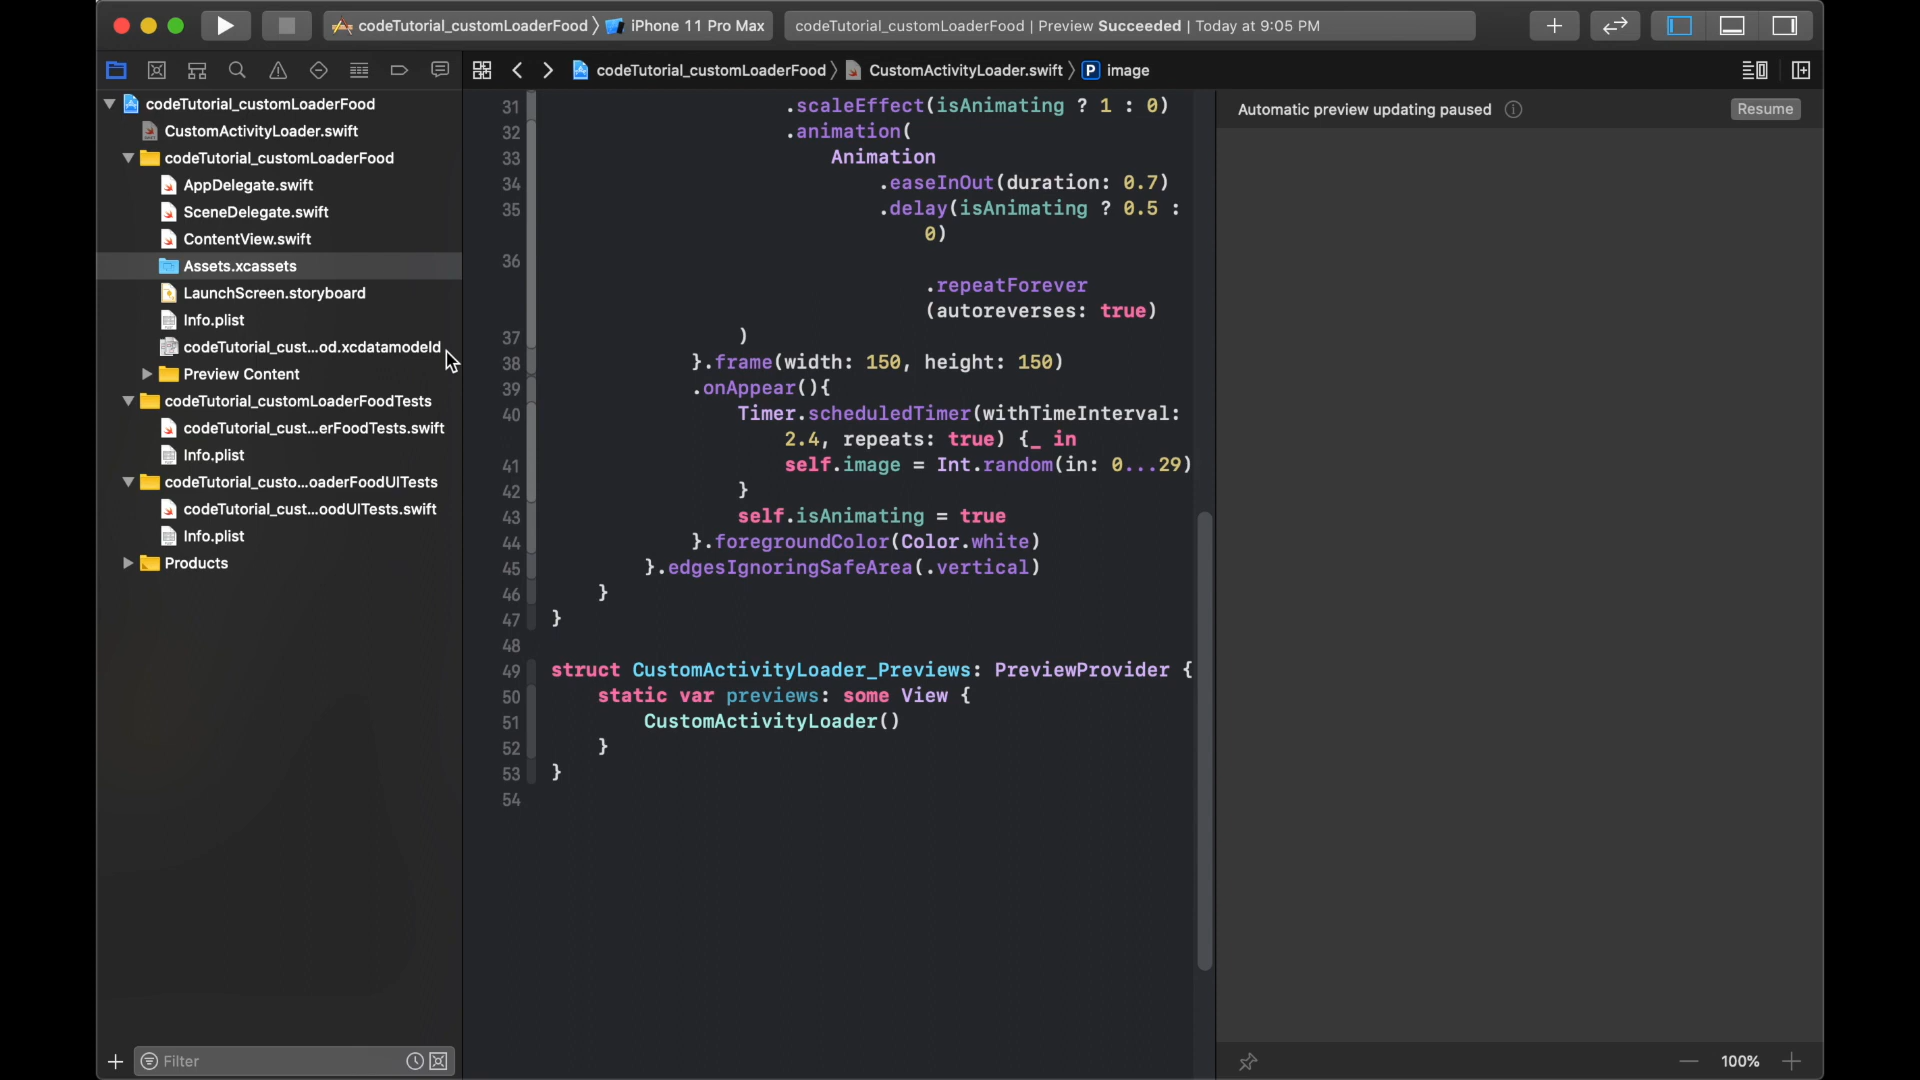 codeTutorial_customLoaderFood iPhone 11 Pro Max
codeTutorial_customLoaderFood | Preview Succeeded | Today at 9:05 PM
codeTutorial_customLoaderFood CustomActivityLoader.swift P image
codeTutorial_customLoaderFood
CustomActivityLoader.swift
codeTutorial_customLoaderFood
AppDelegate.swift
SceneDelegate.swift
ContentView.swift
Assets.xcassets
LaunchScreen.storyboard
Info.plist
codeTutorial_cust...od.xcdatamodeld
Preview Content
codeTutorial_customLoaderFoodTests
codeTutorial_cust...erFoodTests.swift
Info.plist
codeTutorial_custo...oaderFoodUITests
codeTutorial_cust...oodUITests.swift
Info.plist
Products
Filter
31 .scaleEffect(isAnimating ? 1 : 0)
32 .animation(
33 Animation
34 .easeInOut(duration: 0.7)
35 .delay(isAnimating ? 0.5 :
0)
36
.repeatForever
(autoreverses: true)
37 )
38 }.frame(width: 150, height: 150)
39 .onAppear(){
40 Timer.scheduledTimer(withTimeInterval:
2.4, repeats: true) {_ in
41 self.image = Int.random(in: 0...29)
42 }
43 self.isAnimating = true
44 }.foregroundColor(Color.white)
45 }.edgesIgnoringSafeArea(.vertical)
46 }
47 }
48
49 struct CustomActivityLoader_Previews: PreviewProvider {
50 static var previews: some View {
51 CustomActivityLoader()
52 }
53 }
54
Automatic preview updating paused
Resume
100%